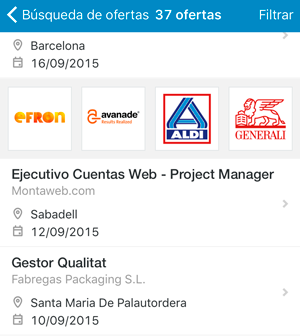 Búsqueda de ofertas 37 ofertas Filtrar
Barcelona
16/09/2015
eFRON
avanade
Results Realized
ALDI
GENERALI
Ejecutivo Cuentas Web - Project Manager
Montaweb.com
Sabadell
12/09/2015
Gestor Qualitat
Fabregas Packaging S.L.
Santa Maria De Palautordera
10/09/2015